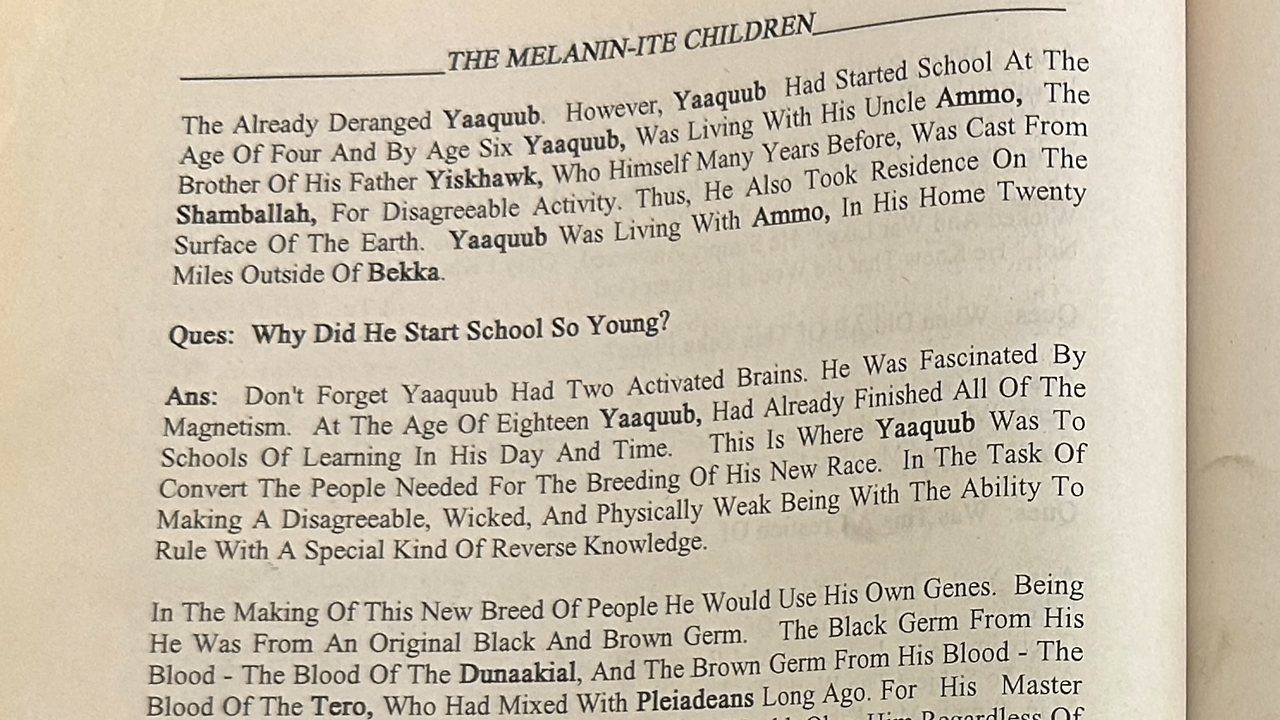 THE MELANIN-ITE CHILDREN
The Already Deranged Yaaquub. However, Yaaquub Had Started School At The
Age Of Four And By Age Six Yaaquub, Was Living With His Uncle Ammo, The
Brother Of His Father Yiskhawk, Who Himself Many Years Before, Was Cast From
Shamballah, For Disagreeable Activity. Thus, He Also Took Residence On The
Surface Of The Earth. Yaaquub Was Living With Ammo, In His Home Twenty
Miles Outside Of Bekka.
Ques: Why Did He Start School So Young?
Ans: Don't Forget Yaaquub Had Two Activated Brains. He Was Fascinated By
Magnetism. At The Age Of Eighteen Yaaquub, Had Already Finished All Of The
Schools Of Learning In His Day And Time. This Is Where Yaaquub Was To
Convert The People Needed For The Breeding Of His New Race. In The Task Of
Making A Disagreeable, Wicked, And Physically Weak Being With The Ability To
Rule With A Special Kind Of Reverse Knowledge.
In The Making Of This New Breed Of People He Would Use His Own Genes. Being
He Was From An Original Black And Brown Germ. The Black Germ From His
Blood - The Blood Of The Dunaakial, And The Brown Germ From His Blood - The
Blood Of The Tero, Who Had Mixed With Pleiadeans Long Ago. For His Master
Him Regardless Of